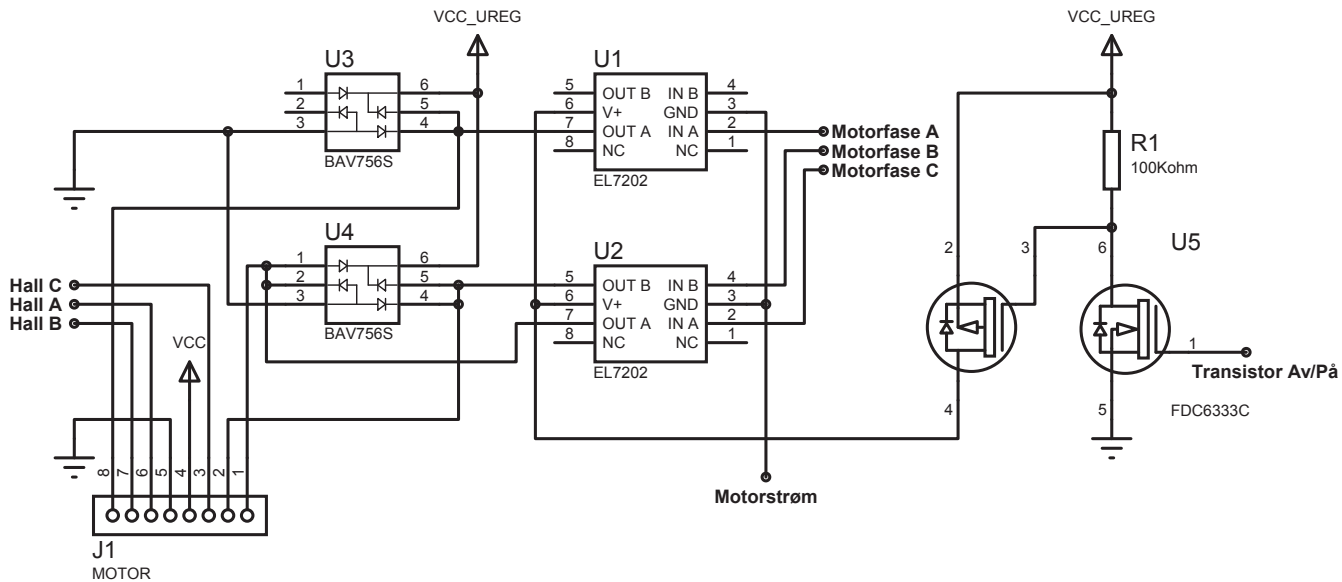 VCC_UREG
VCC_UREG
U3
1
2
3
6
5
4
BAV756S
U1
5
6
7
8
OUT B
V+
OUT A
NC
IN B
GND
IN A
NC
4
3
2
1
EL7202
Motorfase A
Motorfase B
Motorfase C
R1
100Kohm
U4
1
2
3
6
5
4
BAV756S
U2
5
6
7
8
OUT B
V+
OUT A
NC
IN B
GND
IN A
NC
4
3
2
1
EL7202
2
3
6
U5
Hall C
Hall A
Hall B
VCC
1
Transistor Av/På
4
5
FDC6333C
8
7
6
5
4
3
2
1
Motorstrøm
J1
MOTOR